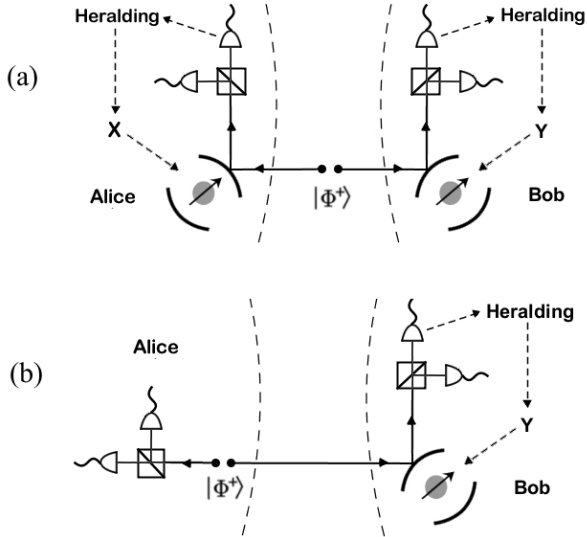 Heralding Heralding
(a)
X Y
Alice |Φ⁺⟩ Bob
Heralding
Alice
(b)
Y
|Φ⁺⟩ Bob